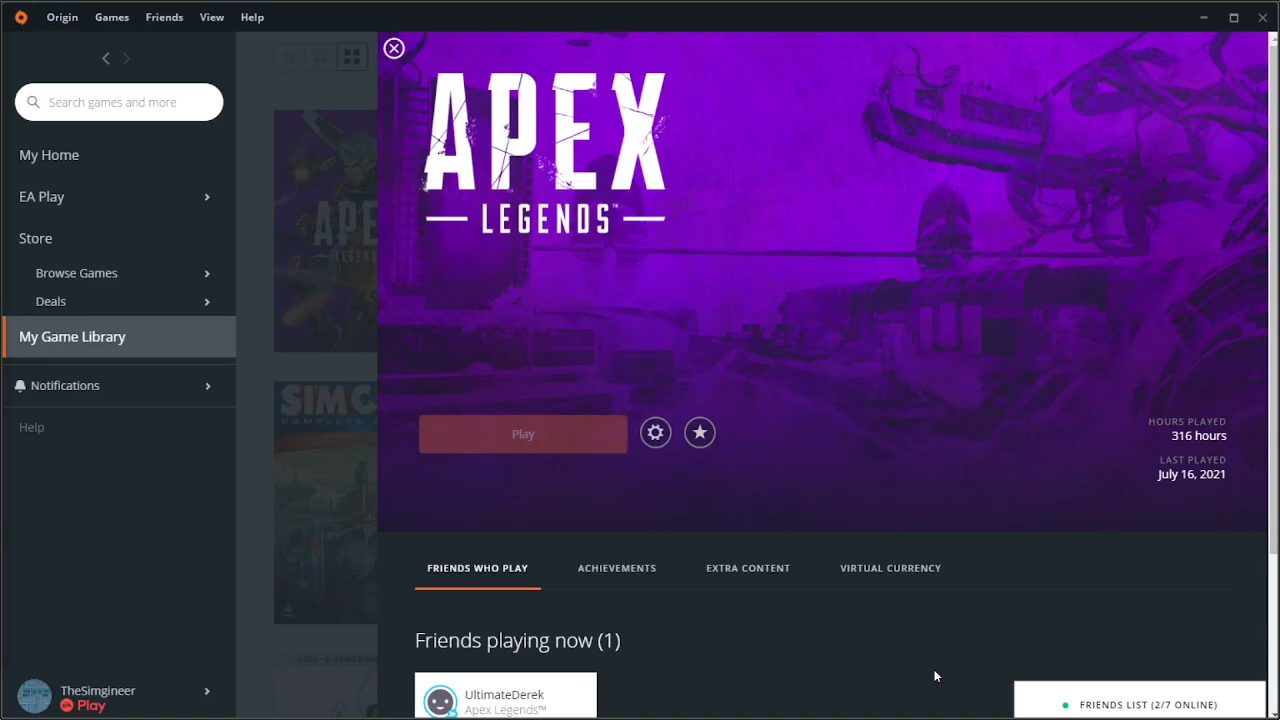 Origin Games Friends View Help
Search games and more
My Home
EA Play
Store
Browse Games
Deals
My Game Library
Notifications
Help
TheSimgineer
EA Play
APEX
LEGENDS™
Play
HOURS PLAYED
316 hours
LAST PLAYED
July 16, 2021
FRIENDS WHO PLAY ACHIEVEMENTS EXTRA CONTENT VIRTUAL CURRENCY
Friends playing now (1)
UltimateDerek
Apex Legends™
FRIENDS LIST (2/7 ONLINE)